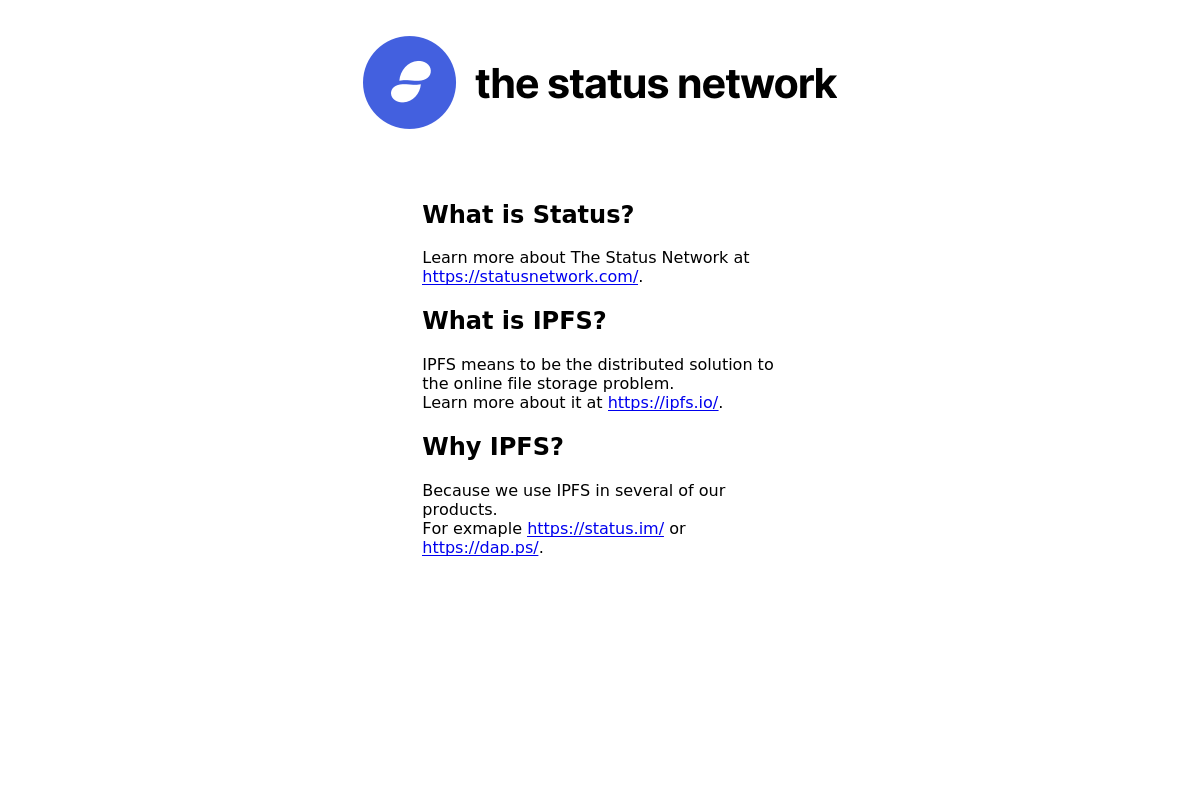 the status network
What is Status?
Learn more about The Status Network at
https://statusnetwork.com/.
What is IPFS?
IPFS means to be the distributed solution to
the online file storage problem.
Learn more about it at https://ipfs.io/.
Why IPFS?
Because we use IPFS in several of our
products.
For exmaple https://status.im/ or
https://dap.ps/.